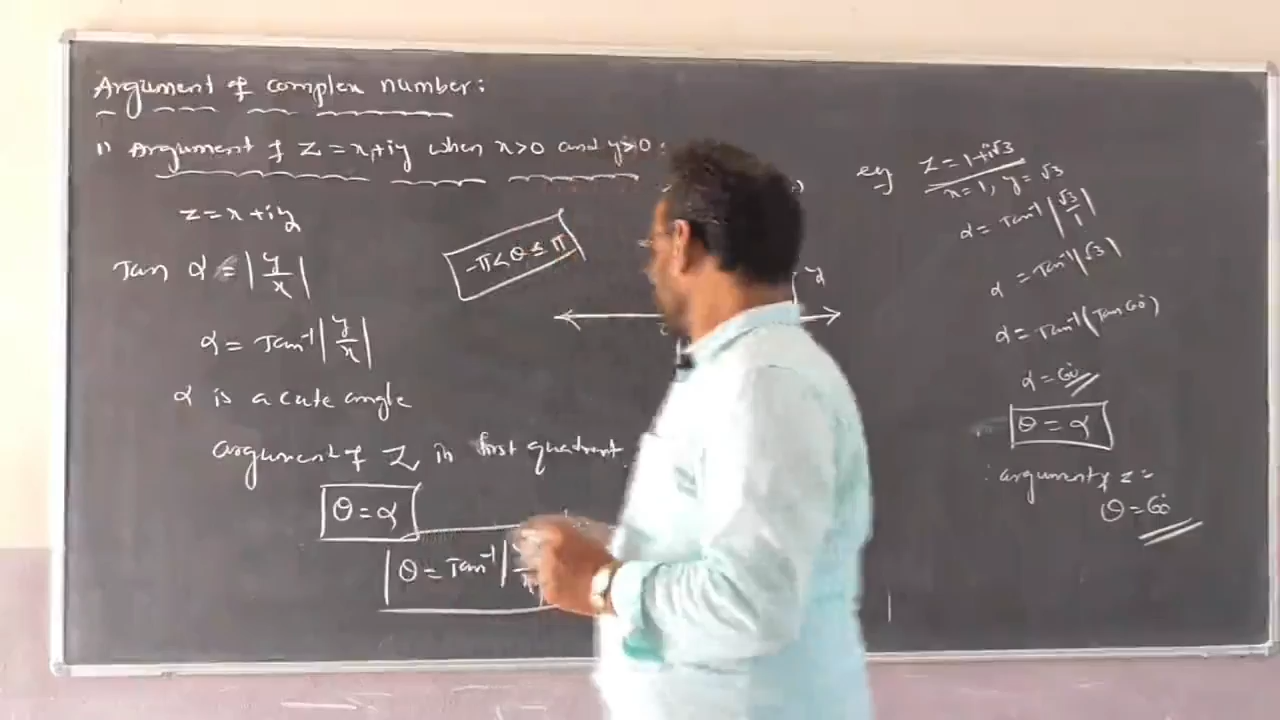 Argument of complex number:
1) Argument of Z = x+iy when x>0 and y>0:
z = x+iy
Tan α = |y/x|
α = Tan⁻¹|y/x|
α is acute angle
argument of Z in first quadrant.
θ = α
θ = Tan⁻¹|
-π<θ≤π
eg Z = 1+i√3
x = 1, y = √3
α = Tan⁻¹|√3/1|
α = Tan⁻¹|√3|
α = Tan⁻¹(Tan 60°)
α = 60°
θ = α
∴ argument of z =
θ = 60°